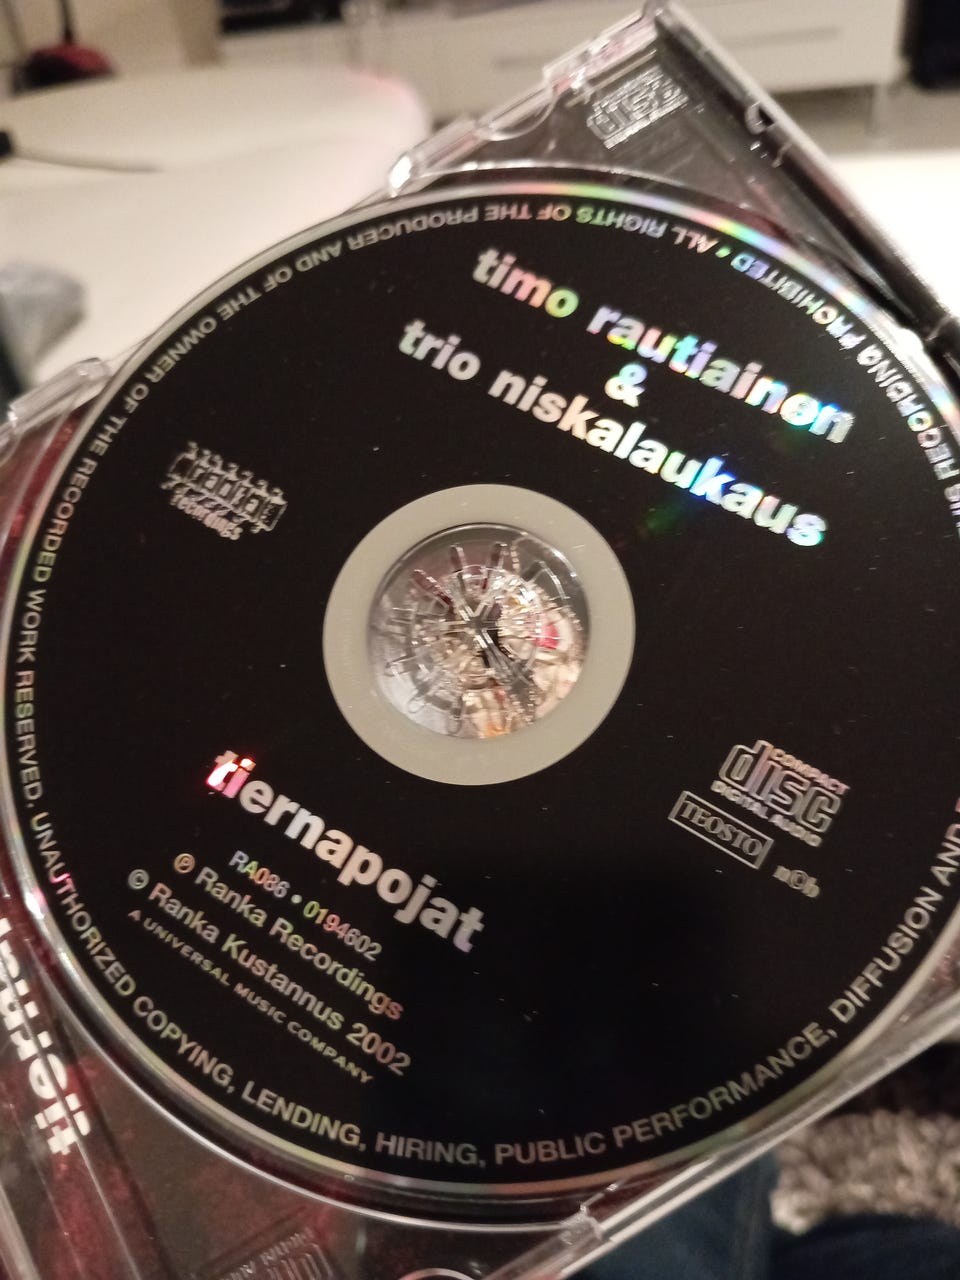 timo rautiainen
&
trio niskalaukaus
Ranka
Recordings
COMPACT
disc
DIGITAL AUDIO
TEOSTO
n©b
tiernapojat
RA086 • 0194602
℗ Ranka Recordings
© Ranka Kustannus 2002
A UNIVERSAL MUSIC COMPANY
ALL RIGHTS OF THE PRODUCER AND OF THE OWNER OF THE RECORDED WORK RESERVED. UNAUTHORIZED COPYING, LENDING, HIRING, PUBLIC PERFORMANCE, DIFFUSION AND RECORDING PROHIBITED •
disc